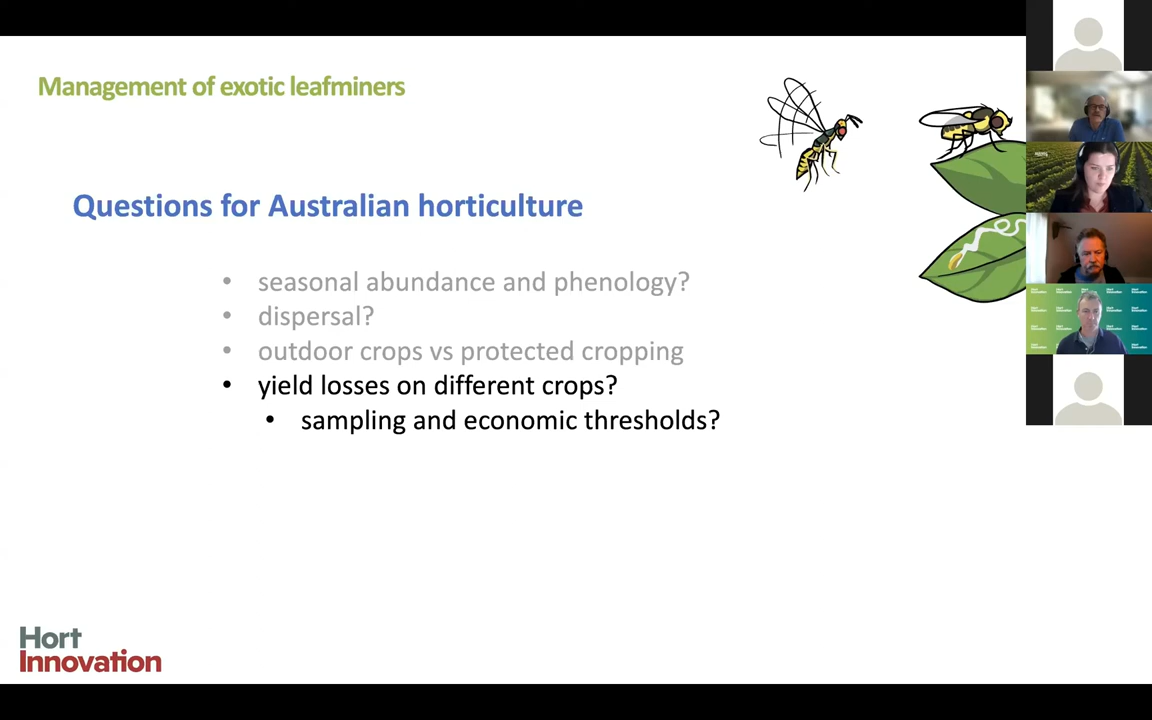 Management of exotic leafminers
Questions for Australian horticulture
• seasonal abundance and phenology?
• dispersal?
• outdoor crops vs protected cropping
• yield losses on different crops?
• sampling and economic thresholds?
Hort
Innovation